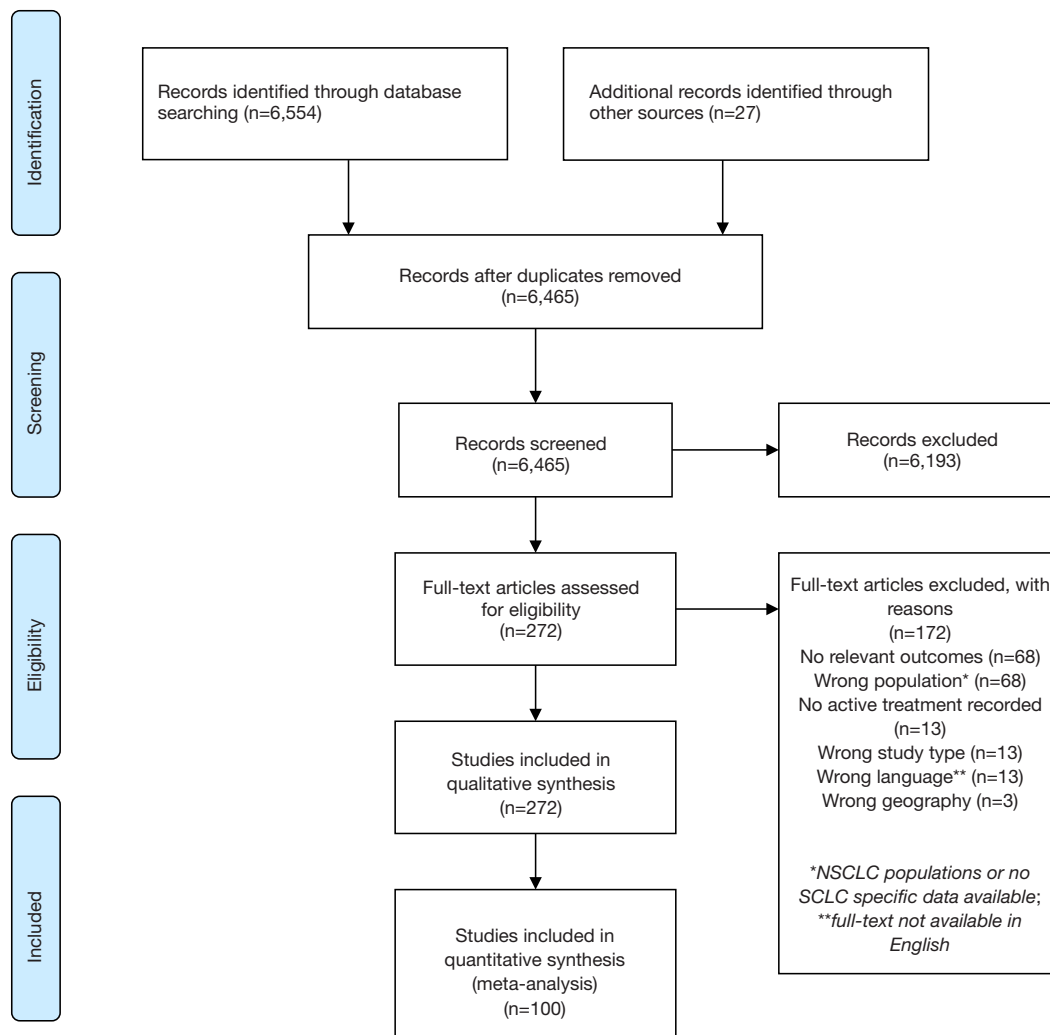 Identification
Records identified through database
searching (n=6,554)
Additional records identified through
other sources (n=27)
Records after duplicates removed
(n=6,465)
Screening
Records screened
(n=6,465)
Records excluded
(n=6,193)
Eligibility
Full-text articles assessed
for eligibility
(n=272)
Full-text articles excluded, with
reasons
(n=172)
No relevant outcomes (n=68)
Wrong population* (n=68)
No active treatment recorded
(n=13)
Wrong study type (n=13)
Wrong language** (n=13)
Wrong geography (n=3)
*NSCLC populations or no
SCLC specific data available;
**full-text not available in
English
Studies included in
qualitative synthesis
(n=272)
Included
Studies included in
quantitative synthesis
(meta-analysis)
(n=100)